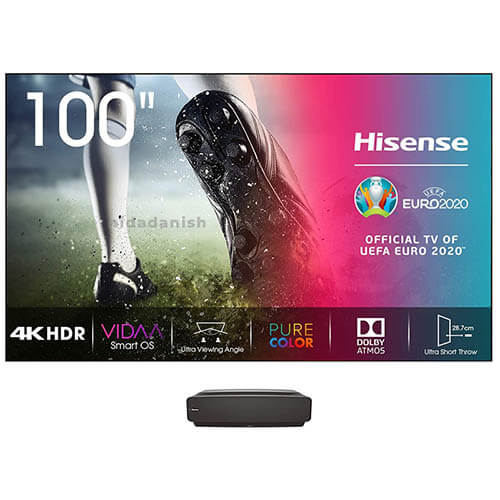 100"
Hisense
aidadanish
UEFA
EURO2020
OFFICIAL TV OF
UEFA EURO 2020™
4K HDR
VIDAA
Smart OS
Ultra Viewing Angle
PURE
COLOR
DOLBY
ATMOS
28.7cm
Ultra Short Throw